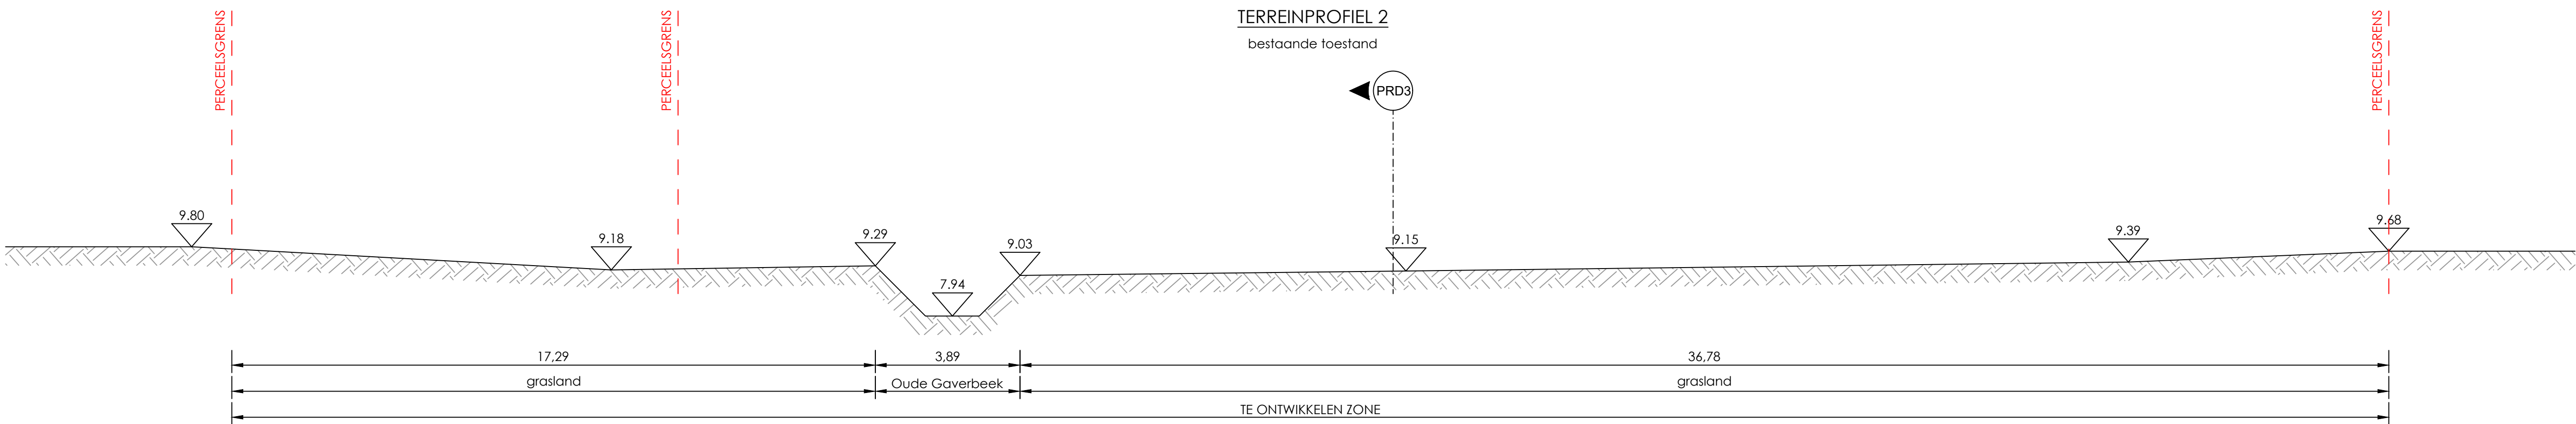 TERREINPROFIEL 2
bestaande toestand
PERCEELSGRENS
PERCEELSGRENS
PERCEELSGRENS
PRD3
9.80
9.18
9.29
7.94
9.03
9.15
9.39
9.68
17,29
3,89
36,78
grasland
Oude Gaverbeek
grasland
TE ONTWIKKELEN ZONE